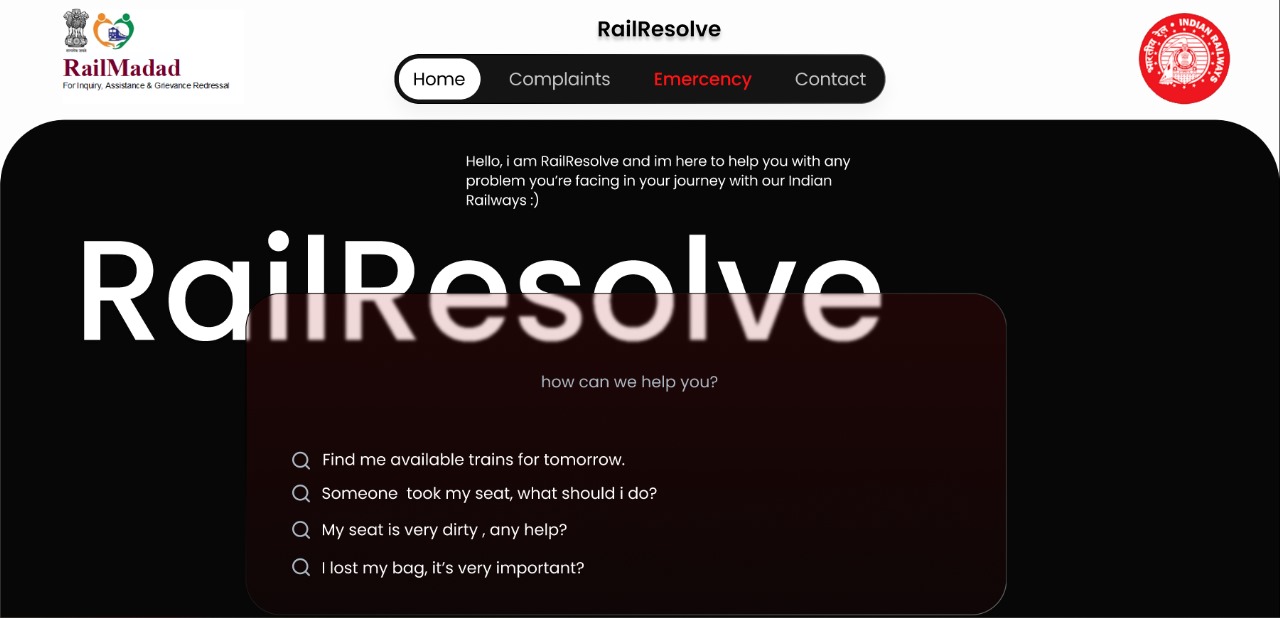 RailResolve
RailMadad
For Inquiry, Assistance & Grievance Redressal
Home Complaints Emercency Contact
भारतीय रेल • INDIAN RAILWAYS
Hello, i am RailResolve and im here to help you with any
problem you’re facing in your journey with our Indian
Railways :)
RailResolve
how can we help you?
Find me available trains for tomorrow.
Someone  took my seat, what should i do?
My seat is very dirty , any help?
I lost my bag, it’s very important?